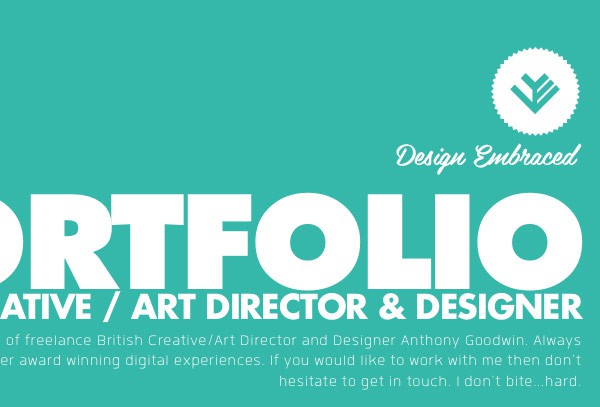 Design Embraced
ORTFOLIO
ATIVE / ART DIRECTOR & DESIGNER
of freelance British Creative/Art Director and Designer Anthony Goodwin. Always
er award winning digital experiences. If you would like to work with me then don't
hesitate to get in touch. I don't bite...hard.